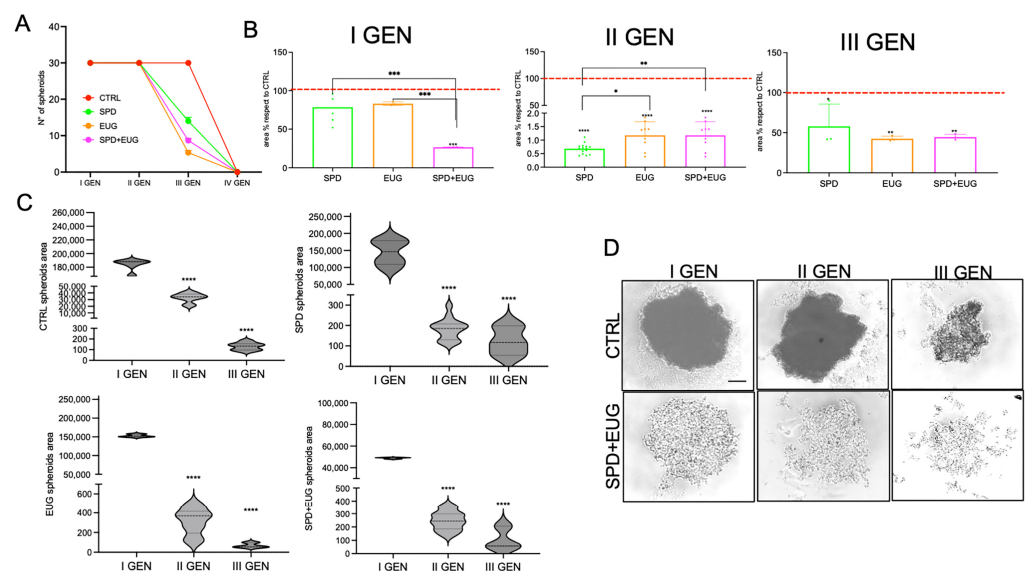 A
N° of spheroids
40
30
20
10
0
I GEN
II GEN
III GEN
IV GEN
CTRL
SPD
EUG
SPD+EUG
B
I GEN
area % respect to CTRL
150
100
50
0
***
***
***
SPD
EUG
SPD+EUG
II GEN
area % respect to CTRL
150
100
50
2.0
1.5
1.0
0.5
0.0
**
*
****
****
****
SPD
EUG
SPD+EUG
III GEN
area % respect to CTRL
150
100
50
0
*
**
**
SPD
EUG
SPD+EUG
C
CTRL spheroids area
260,000
240,000
220,000
200,000
180,000
50,000
40,000
30,000
20,000
10,000
300
200
100
0
****
****
I GEN
II GEN
III GEN
SPD spheroids area
250,000
200,000
150,000
100,000
50,000
300
200
100
0
****
****
I GEN
II GEN
III GEN
EUG spheroids area
250,000
200,000
150,000
100,000
50,000
600
400
200
0
****
****
I GEN
II GEN
III GEN
SPD+EUG spheroids area
100,000
80,000
60,000
40,000
500
400
300
200
100
0
****
****
I GEN
II GEN
III GEN
D
I GEN
II GEN
III GEN
CTRL
SPD+EUG